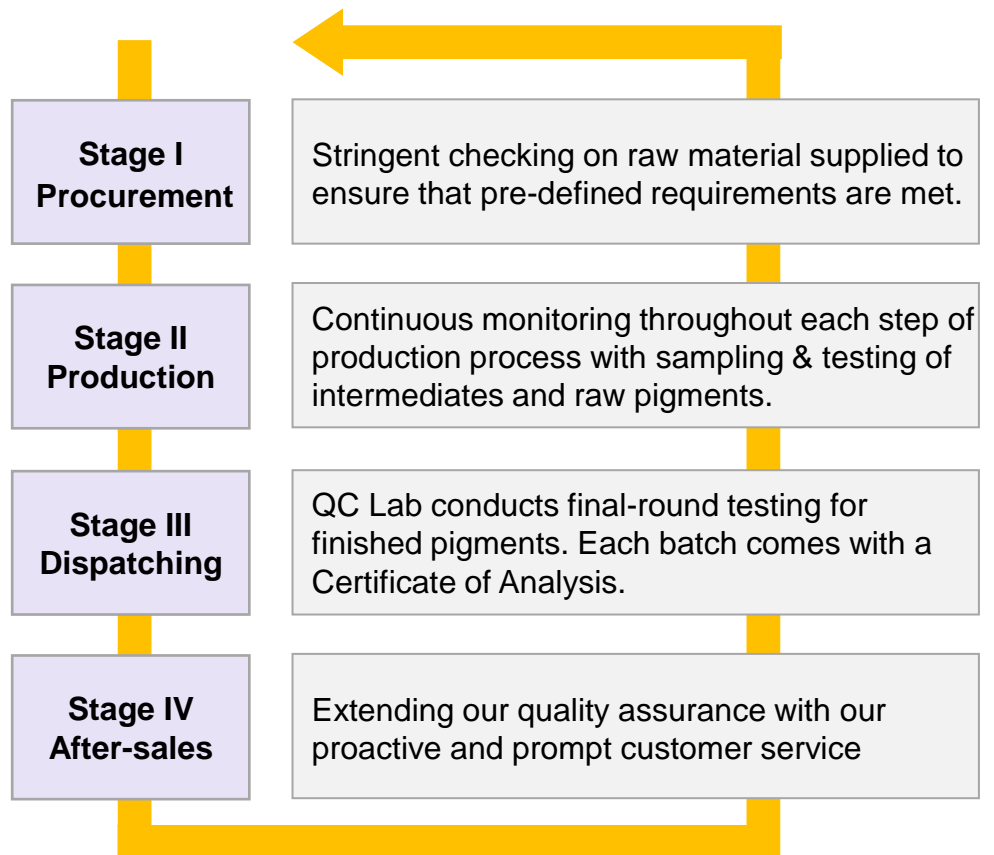 Stage I
Procurement
Stringent checking on raw material supplied to
ensure that pre-defined requirements are met.
Stage II
Production
Continuous monitoring throughout each step of
production process with sampling & testing of
intermediates and raw pigments.
Stage III
Dispatching
QC Lab conducts final-round testing for
finished pigments. Each batch comes with a
Certificate of Analysis.
Stage IV
After-sales
Extending our quality assurance with our
proactive and prompt customer service